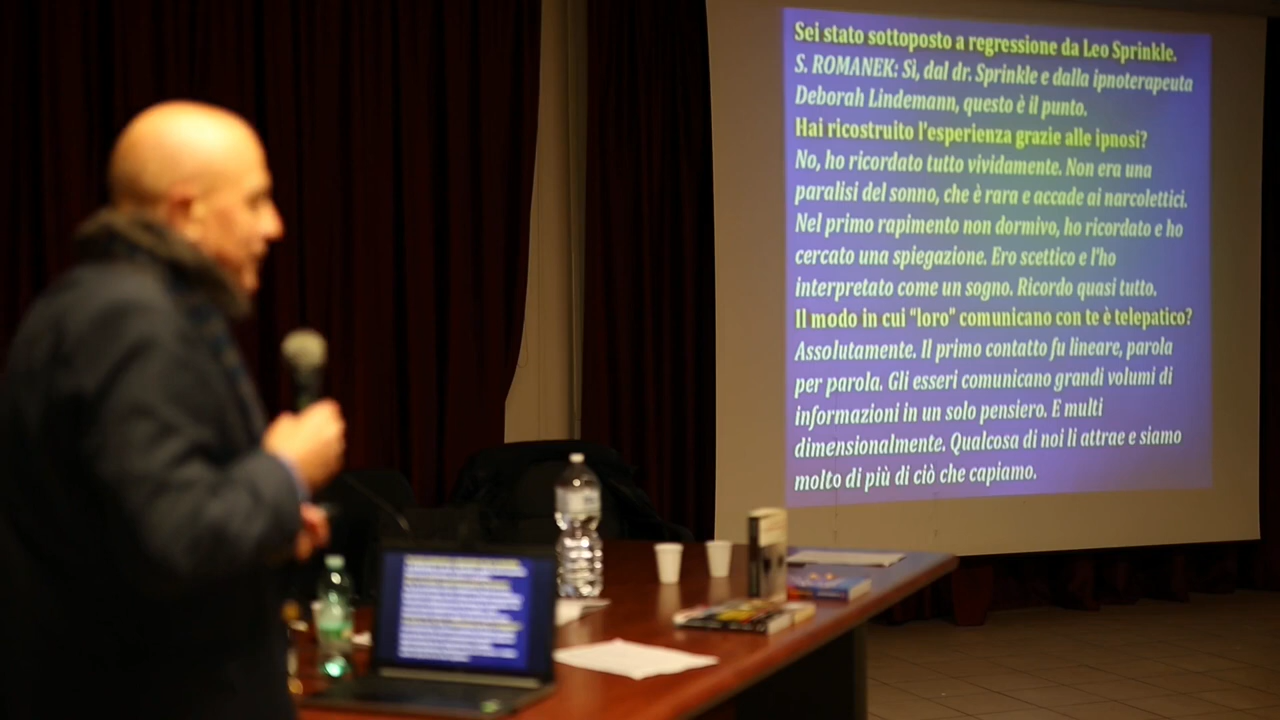 Sei stato sottoposto a regressione da Leo Sprinkle.
S. ROMANEK: Sì, dal dr. Sprinkle e dalla ipnoterapeuta
Deborah Lindemann, questo è il punto.
Hai ricostruito l'esperienza grazie alle ipnosi?
No, ho ricordato tutto vividamente. Non era una
paralisi del sonno, che è rara e accade ai narcolettici.
Nel primo rapimento non dormivo, ho ricordato e ho
cercato una spiegazione. Ero scettico e l'ho
interpretato come un sogno. Ricordo quasi tutto.
Il modo in cui "loro" comunicano con te è telepatico?
Assolutamente. Il primo contatto fu lineare, parola
per parola. Gli esseri comunicano grandi volumi di
informazioni in un solo pensiero. E multi
dimensionalmente. Qualcosa di noi li attrae e siamo
molto di più di ciò che capiamo.